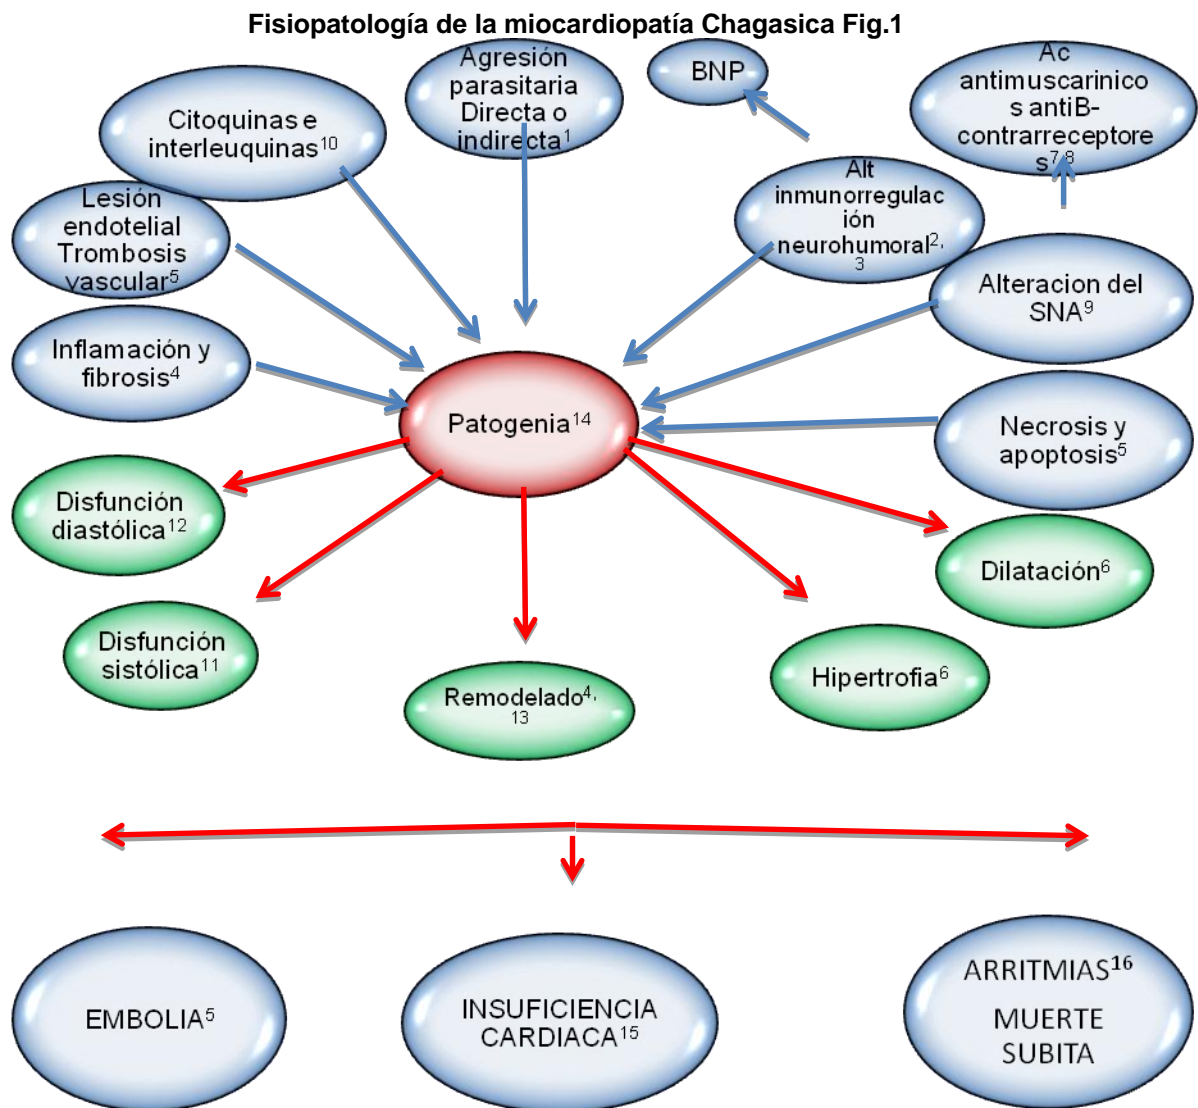 Fisiopatología de la miocardiopatía Chagasica Fig.1
Agresión
parasitaria
Directa o
indirecta¹
BNP
Ac
antimuscarinico
s antiB-
contrarreceptore
s⁷,⁸
Citoquinas e
interleuquinas¹⁰
Alt
inmunorregulac
ión
neurohumoral²,
³
Lesión
endotelial
Trombosis
vascular⁵
Alteracion del
SNA⁹
Inflamación y
fibrosis⁴
Patogenia¹⁴
Necrosis y
apoptosis⁵
Disfunción
diastólica¹²
Dilatación⁶
Disfunción
sistólica¹¹
Remodelado⁴,
¹³
Hipertrofia⁶
EMBOLIA⁵
INSUFICIENCIA
CARDIACA¹⁵
ARRITMIAS¹⁶
MUERTE
SUBITA